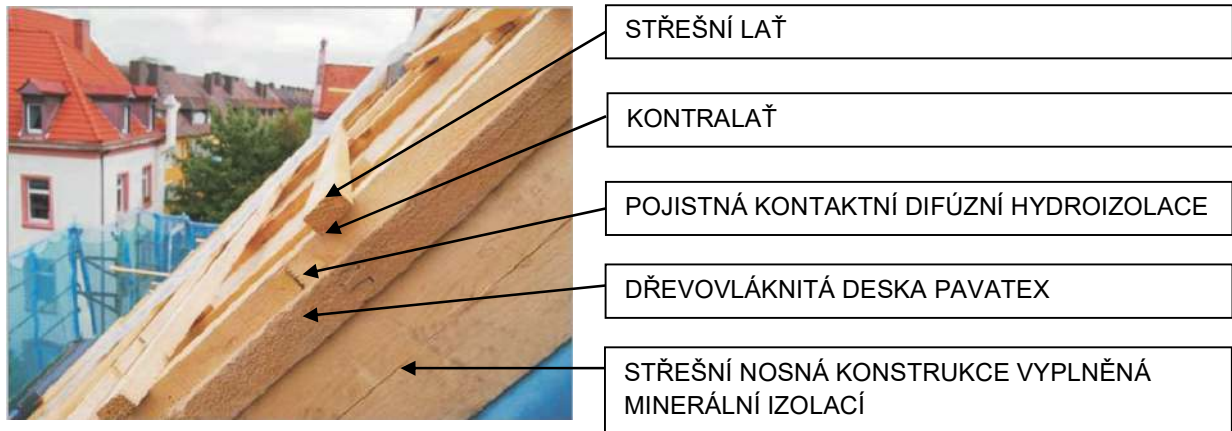 STŘEŠNÍ LAŤ
KONTRALAŤ
POJISTNÁ KONTAKTNÍ DIFÚZNÍ HYDROIZOLACE
DŘEVOVLÁKNITÁ DESKA PAVATEX
STŘEŠNÍ NOSNÁ KONSTRUKCE VYPLNĚNÁ
MINERÁLNÍ IZOLACÍ